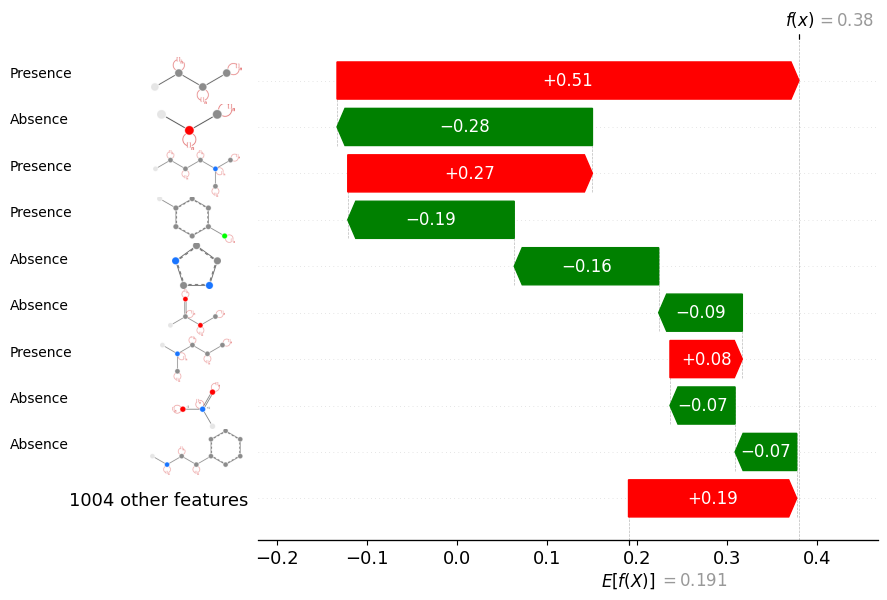 f(x) = 0.38
Presence
+0.51
Absence
−0.28
Presence
+0.27
Presence
−0.19
Absence
−0.16
Absence
−0.09
Presence
+0.08
Absence
−0.07
Absence
−0.07
1004 other features
+0.19
−0.2 −0.1 0.0 0.1 0.2 0.3 0.4
E[f(X)] = 0.191